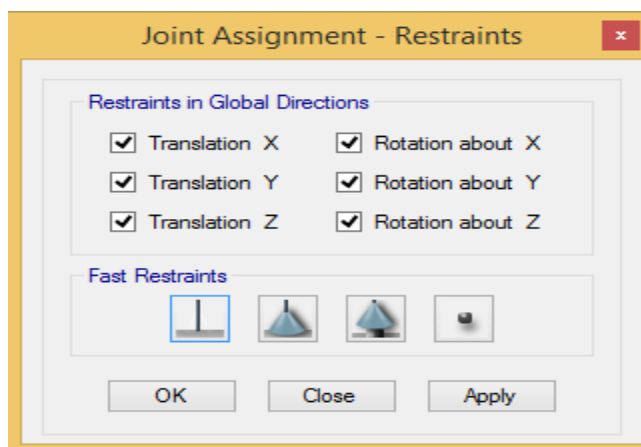 Joint Assignment - Restraints
x
Restraints in Global Directions
Translation X
Rotation about X
Translation Y
Rotation about Y
Translation Z
Rotation about Z
Fast Restraints
OK
Close
Apply